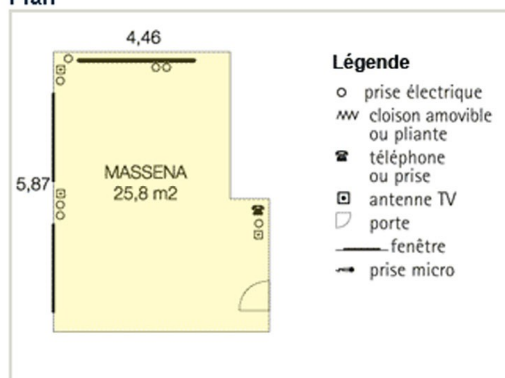 Plan
4,46
5,87
MASSENA
25,8 m2
Légende
prise électrique
cloison amovible
ou pliante
téléphone
ou prise
antenne TV
porte
fenêtre
prise micro